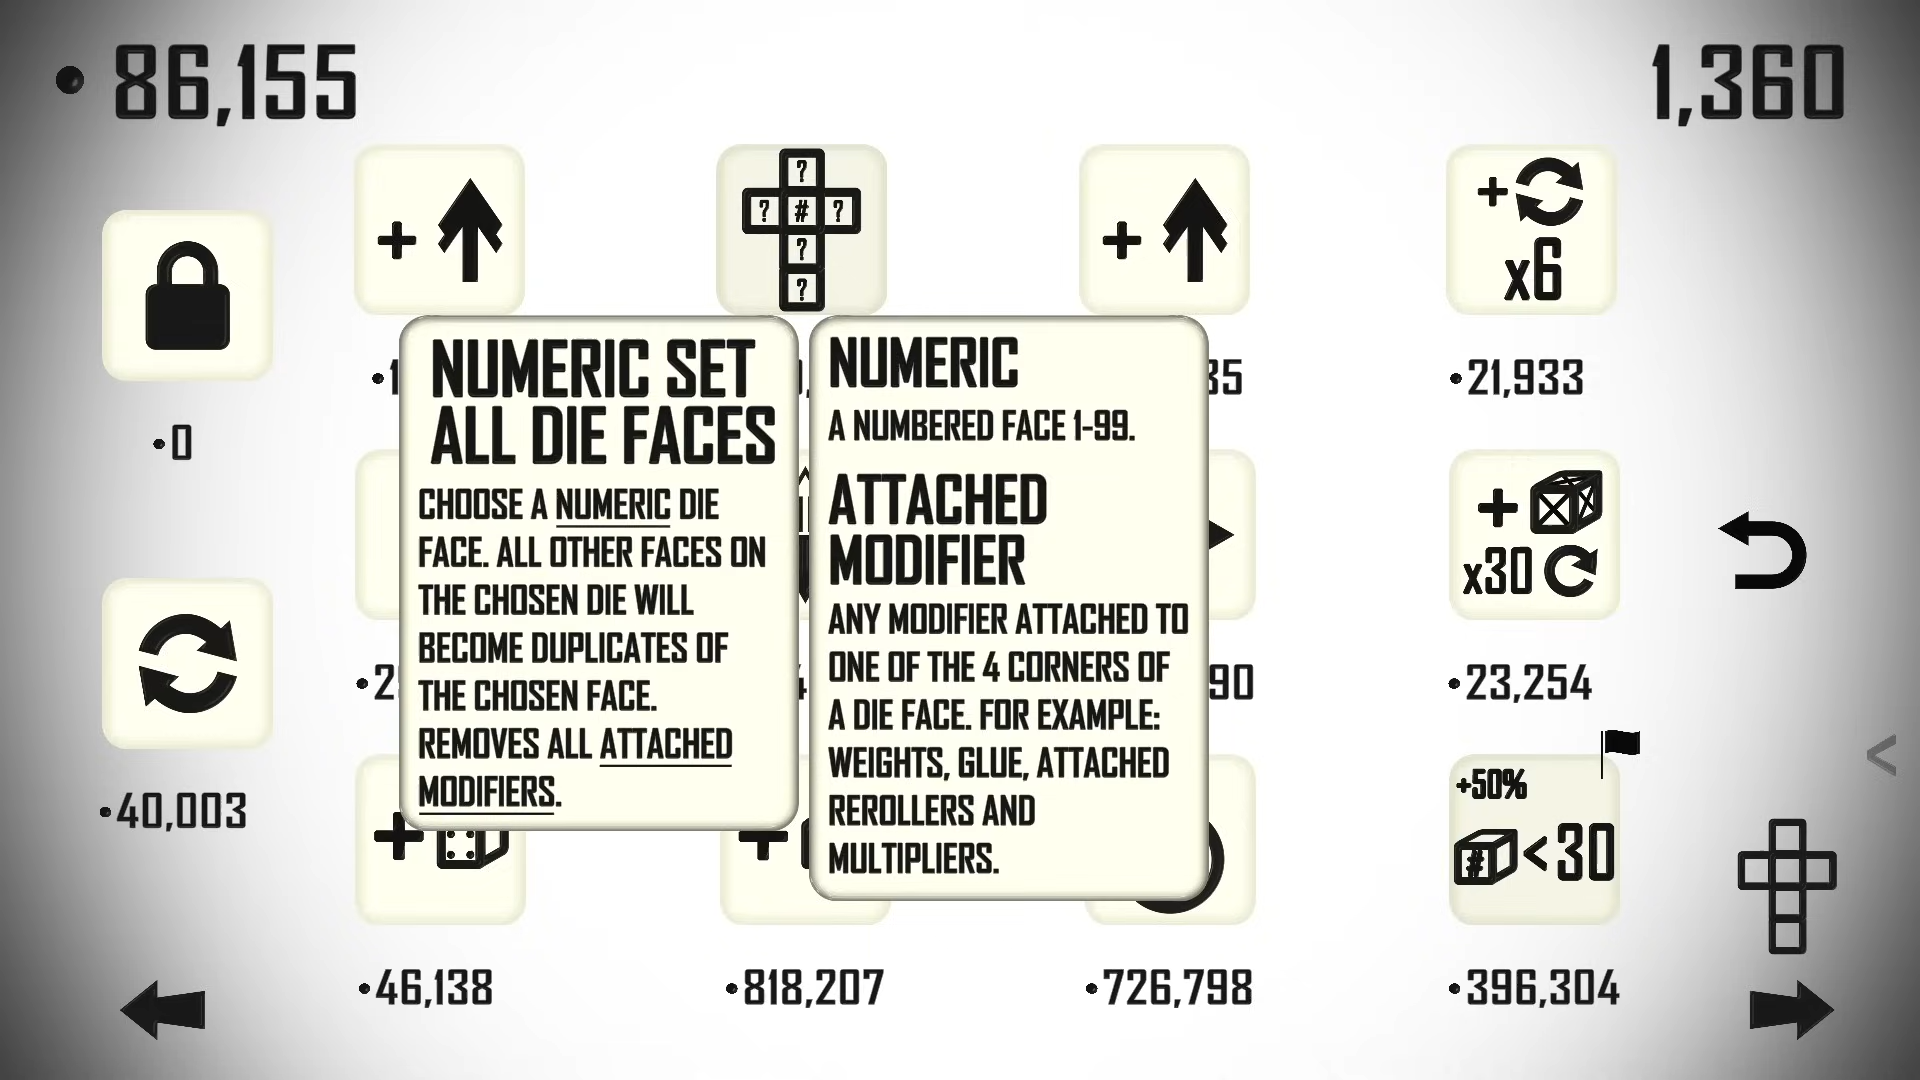 86,155
1,360
+
?
? # ?
?
?
+
+
x6
NUMERIC SET
ALL DIE FACES
CHOOSE A NUMERIC DIE
FACE. ALL OTHER FACES ON
THE CHOSEN DIE WILL
BECOME DUPLICATES OF
THE CHOSEN FACE.
REMOVES ALL ATTACHED
MODIFIERS.
NUMERIC
A NUMBERED FACE 1-99.
ATTACHED
MODIFIER
ANY MODIFIER ATTACHED TO
ONE OF THE 4 CORNERS OF
A DIE FACE. FOR EXAMPLE:
WEIGHTS, GLUE, ATTACHED
REROLLERS AND
MULTIPLIERS.
21,933
0
+
x30
23,254
40,003
+50%
# <30
<
+
+
46,138
818,207
726,798
396,304